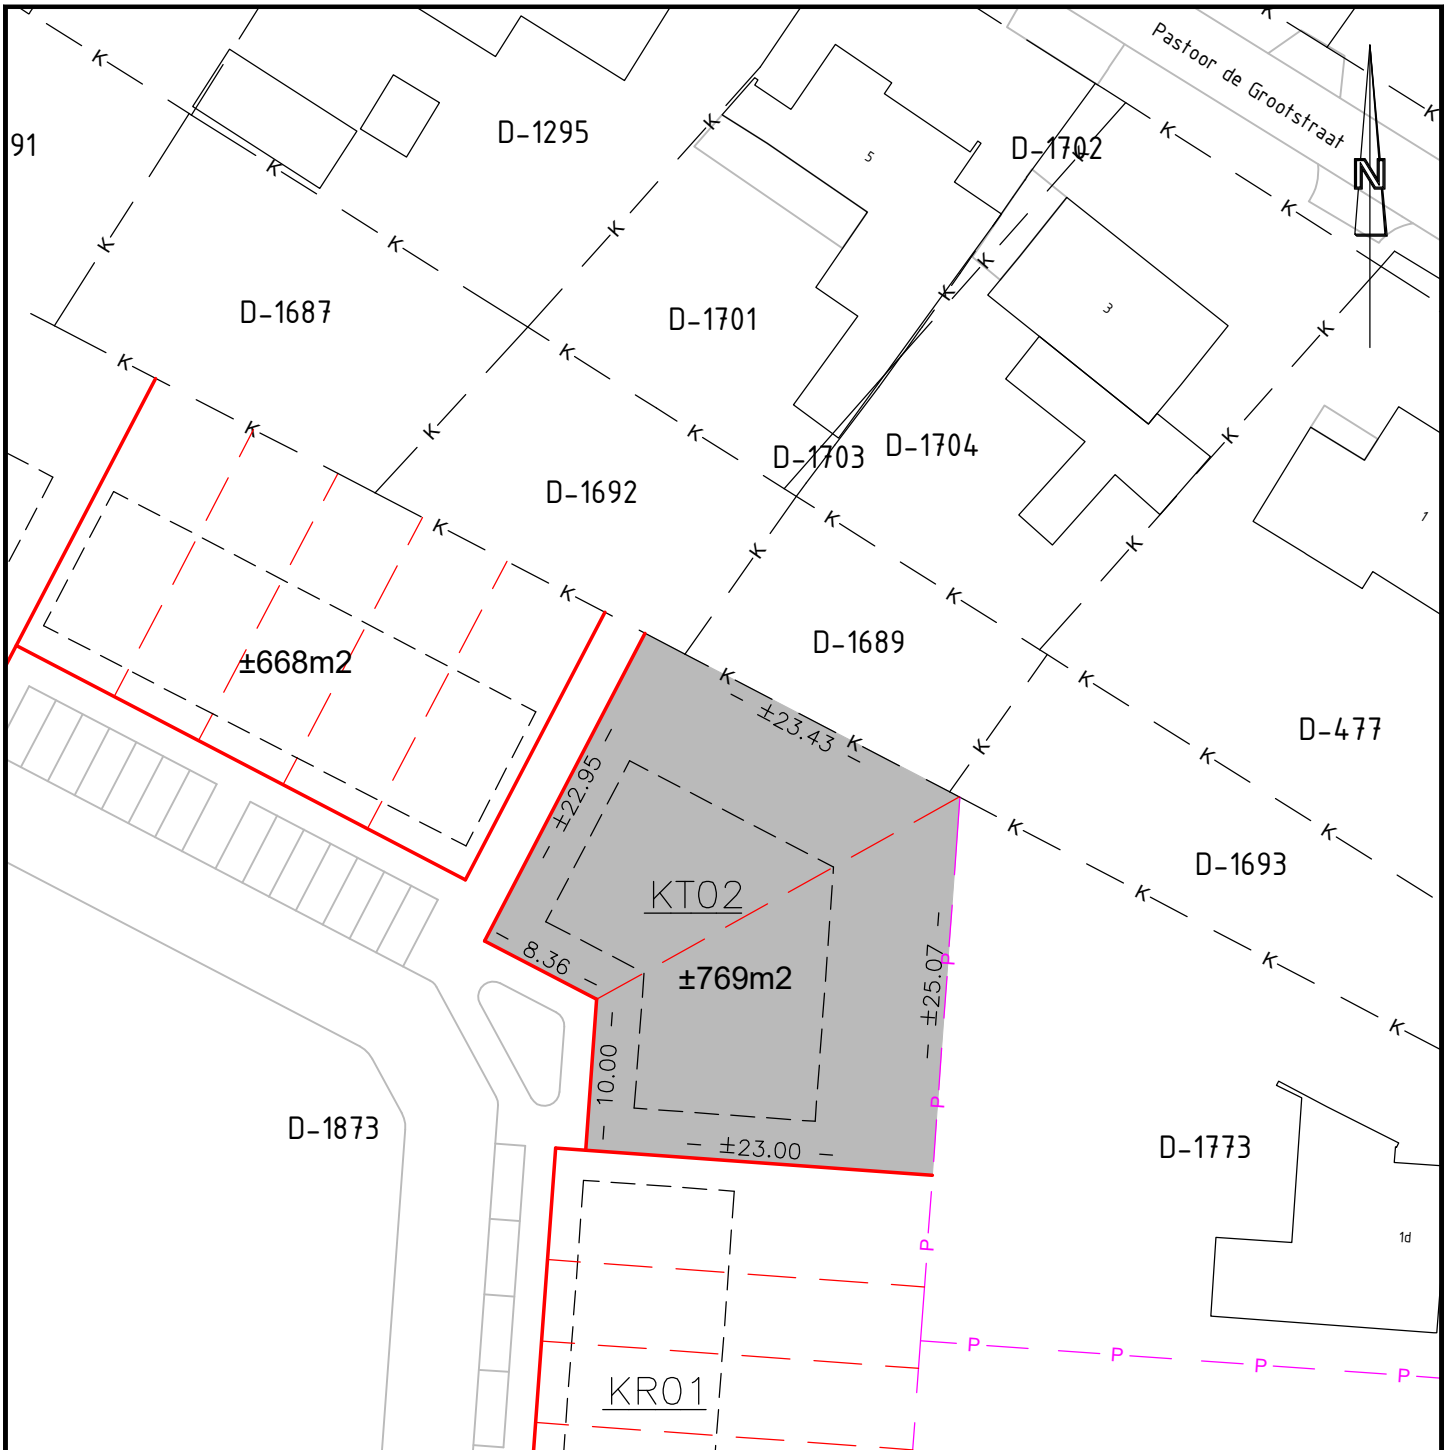 Pastoor de Grootstraat
N
91
D-1295
5
D-1702
D-1687
D-1701
3
D-1703
D-1704
D-1692
1
D-1689
±668m2
±23.43
D-477
±22.95
D-1693
KT02
8.36
±769m2
±25.07
10.00
D-1873
±23.00
D-1773
1d
KR01
K K K K K K K K K K K K K K K K K K K K K K K K K K K K K K K K K K K K K
P P P P P P P